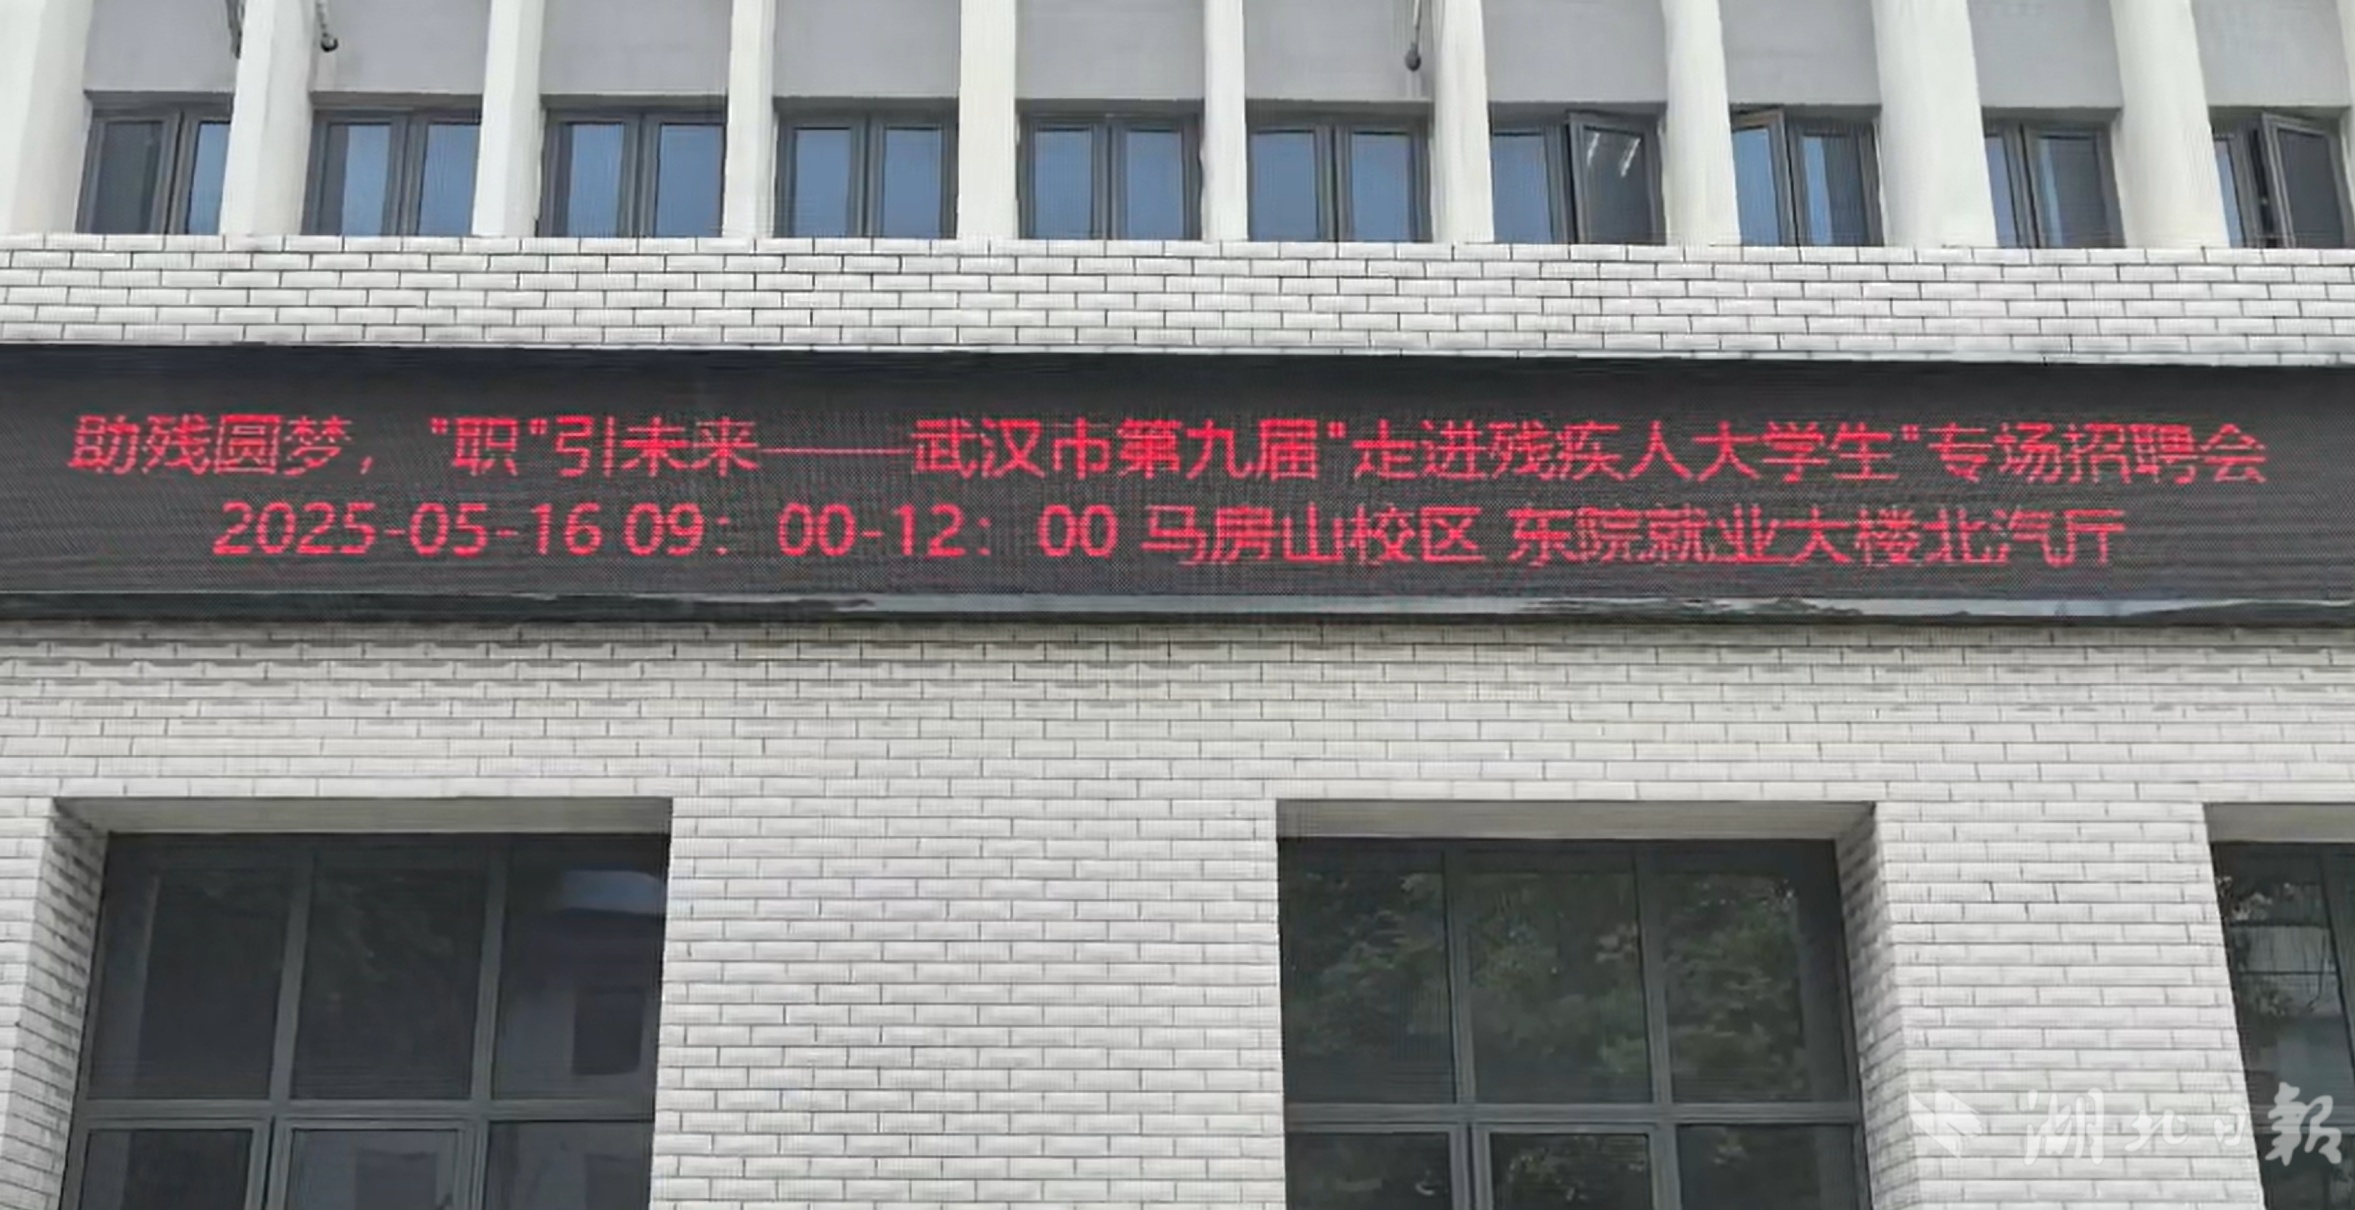 助残圆梦，"职"引未来——武汉市第九届"走进残疾人大学生"专场招聘会
2025-05-16 09：00-12：00 马房山校区 东院就业大楼北汽厅
湖北日報